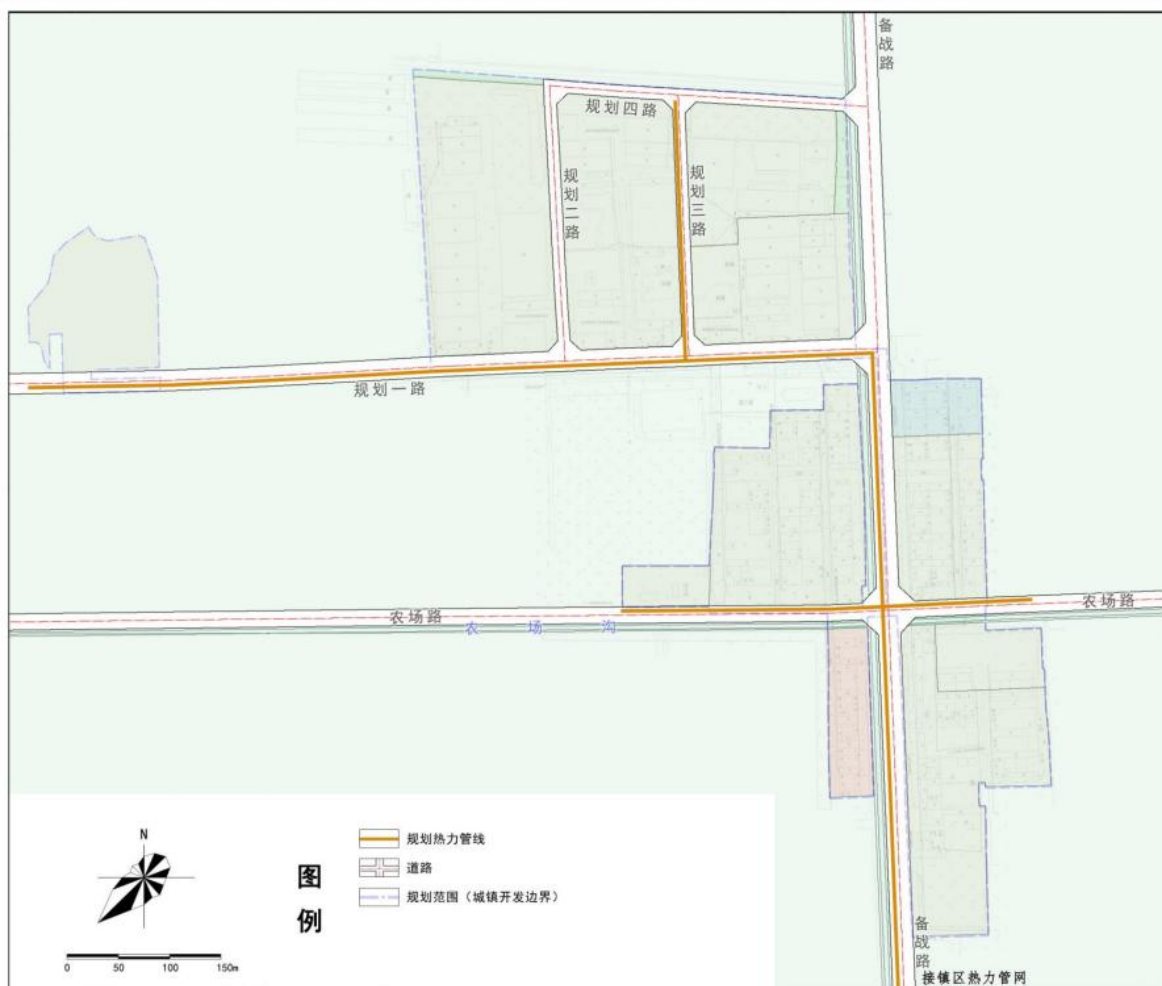 备战路
规划四路
规划二路
规划三路
规划一路
农场路
农场路
农场沟
N
图例
规划热力管线
道路
规划范围（城镇开发边界）
0 50 100 150m
备战路
接镇区热力管网